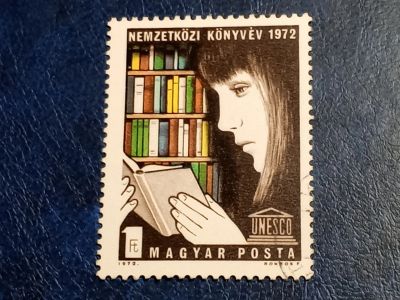 NEMZETKÖZI KÖNYVÉV 1972
UNESCO
1 Ft
MAGYAR POSTA
1972.